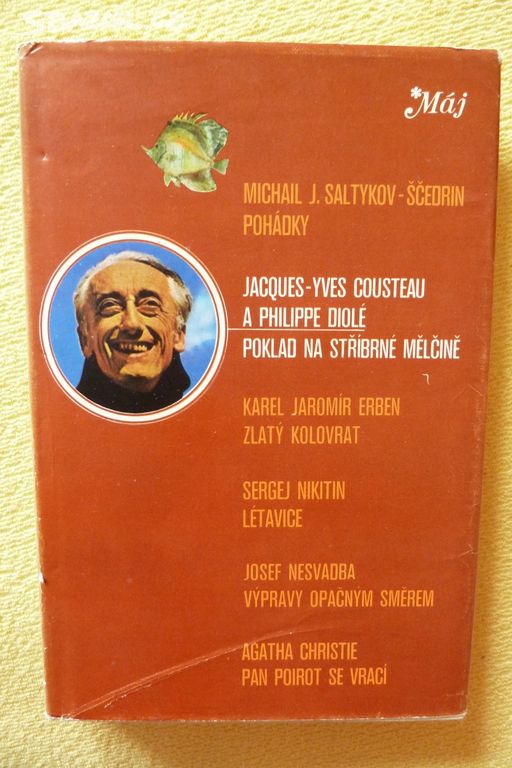 *Máj
MICHAIL J. SALTYKOV-ŠČEDRIN
POHÁDKY
JACQUES-YVES COUSTEAU
A PHILIPPE DIOLÉ
POKLAD NA STŘÍBRNÉ MĚLČINĚ
KAREL JAROMÍR ERBEN
ZLATÝ KOLOVRAT
SERGEJ NIKITIN
LÉTAVICE
JOSEF NESVADBA
VÝPRAVY OPAČNÝM SMĚREM
AGATHA CHRISTIE
PAN POIROT SE VRACÍ